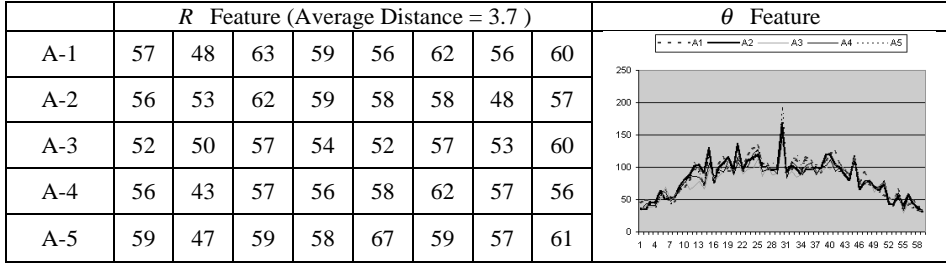 R Feature (Average Distance = 3.7 ) θ Feature
A-1 57 48 63 59 56 62 56 60
A-2 56 53 62 59 58 58 48 57
A-3 52 50 57 54 52 57 53 60
A-4 56 43 57 56 58 62 57 56
A-5 59 47 59 58 67 59 57 61
A1 A2 A3 A4 A5
250
200
150
100
50
0
1 4 7 10 13 16 19 22 25 28 31 34 37 40 43 46 49 52 55 58